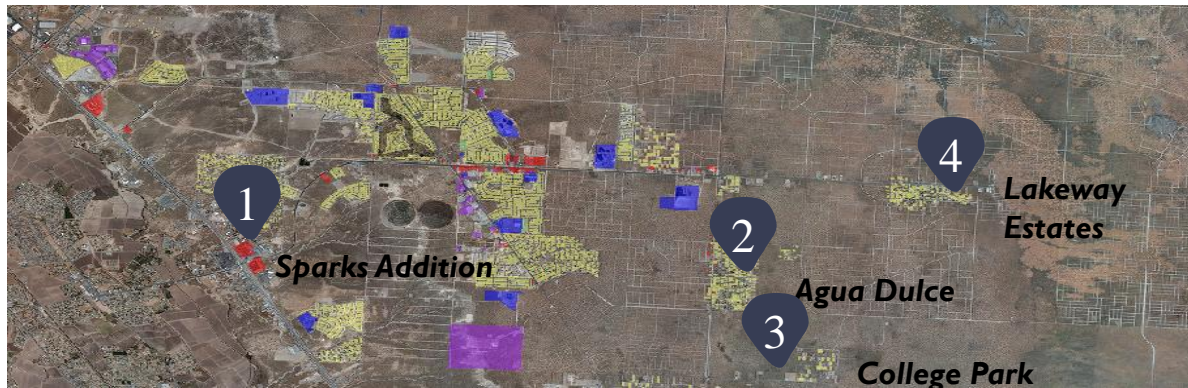 1
Sparks Addition
2
Agua Dulce
3
College Park
4
Lakeway
Estates